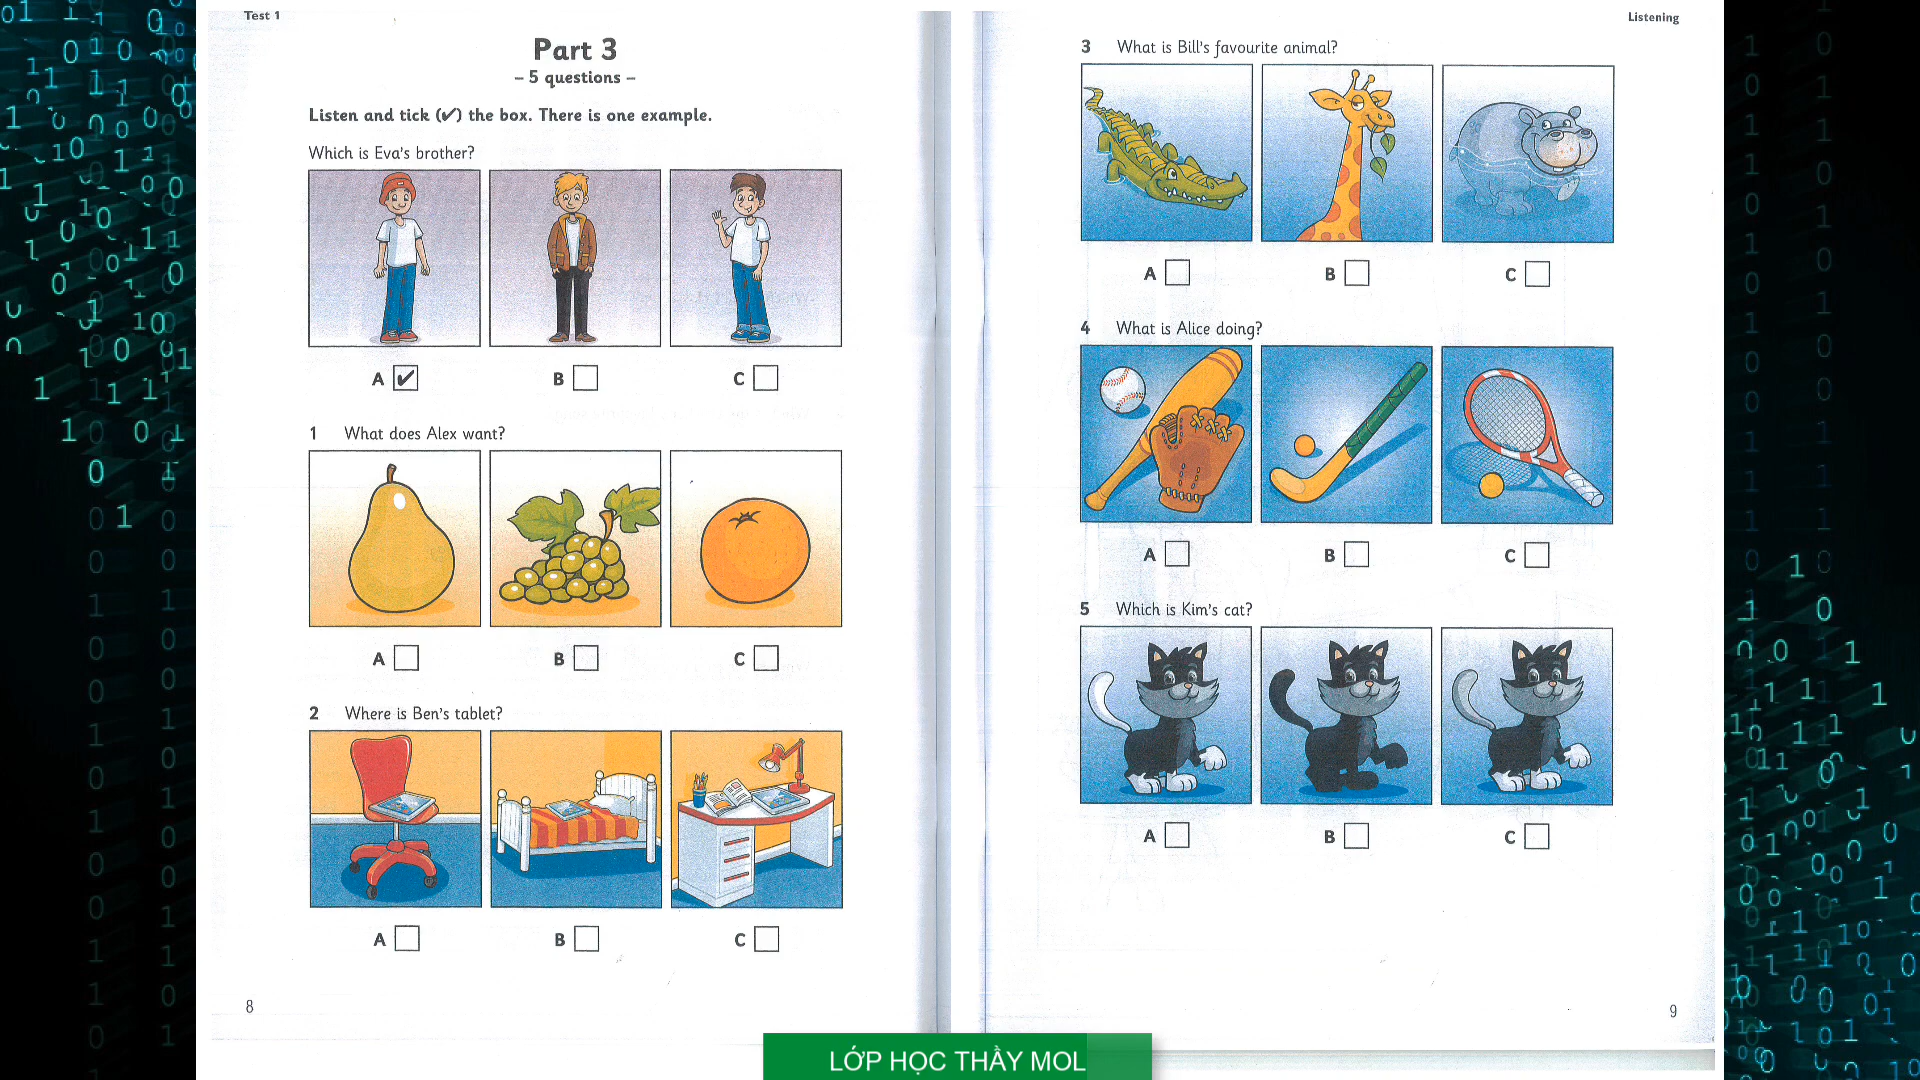 Test 1
Part 3
– 5 questions –
Listen and tick (✔) the box. There is one example.
Which is Eva's brother?
A ✔ B C
1 What does Alex want?
A B C
2 Where is Ben's tablet?
A B C
8
Listening
3 What is Bill's favourite animal?
A B C
4 What is Alice doing?
A B C
5 Which is Kim's cat?
A B C
9
LỚP HỌC THẦY MOL